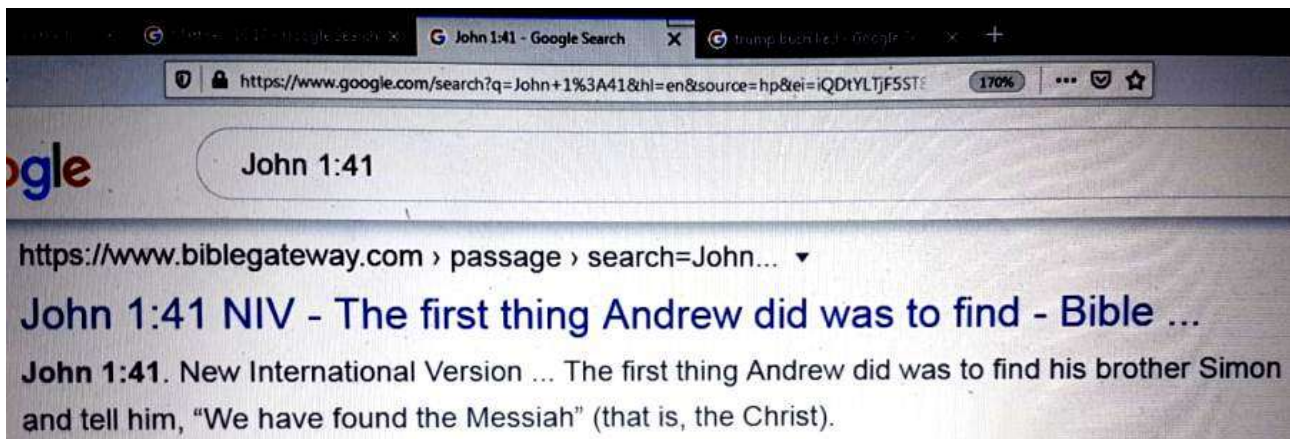 John 1:41 - Google Search
https://www.google.com/search?q=John+1%3A41&hl=en&source=hp&ei=iQDtYLTjF5ST
170%
ogle
John 1:41
https://www.biblegateway.com › passage › search=John...
John 1:41 NIV - The first thing Andrew did was to find - Bible ...
John 1:41. New International Version ... The first thing Andrew did was to find his brother Simon
and tell him, “We have found the Messiah” (that is, the Christ).